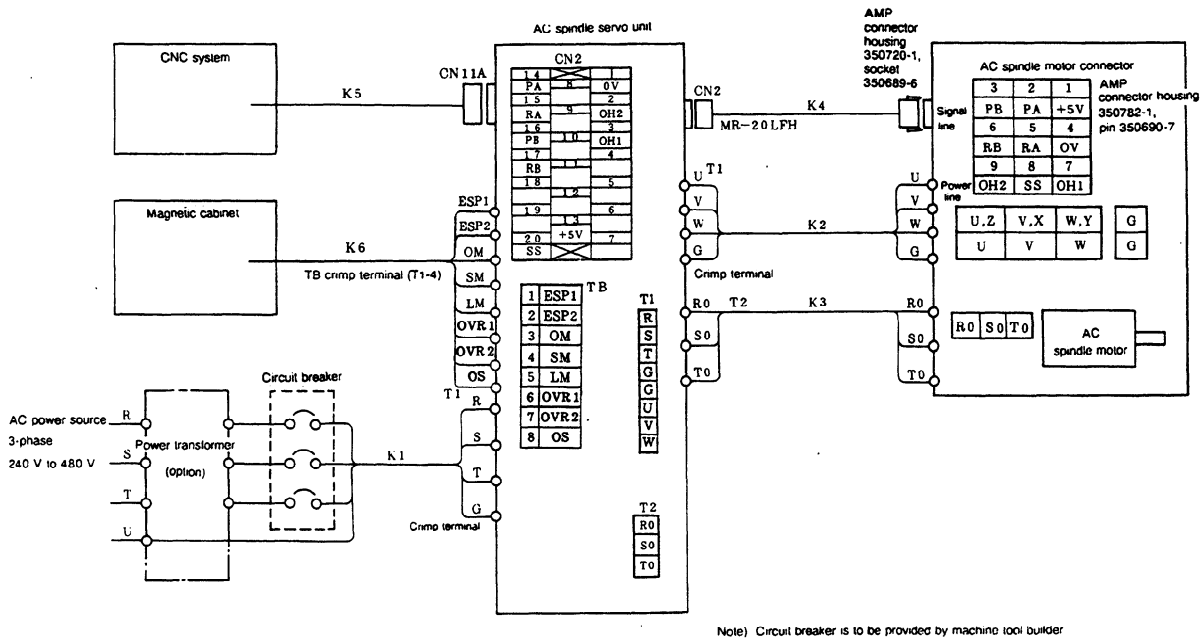 AC spindle servo unit
AMP
connector
housing
350720-1,
socket
350689-6
CNC system
CN11A
CN2
14 1
PA 8 0V
15 2
RA 9 OH2
16 3
PB 10 OH1
17 4
RB 11
18 5
12
19 6
13
20 +5V 7
SS
K5
CN2
K4
MR-20LFH
Signal
line
AC spindle motor connector
3 2 1
PB PA +5V
6 5 4
RB RA OV
9 8 7
OH2 SS OH1
AMP
connector housing
350782-1,
pin 350690-7
Magnetic cabinet
K6
TB crimp terminal (T1-4)
ESP1
ESP2
OM
SM
LM
OVR1
OVR2
OS
U T1
V
W
G
Crimp terminal
K2
U
V
W
G
Power
line
U.Z V.X W.Y G
U V W G
TB
1 ESP1
2 ESP2
3 OM
4 SM
5 LM
6 OVR1
7 OVR2
8 OS
T1
R
S
T
G
G
U
V
W
R0 T2
S0
T0
K3
R0
S0
T0
R0 S0 T0
AC
spindle motor
Circuit breaker
AC power source
3-phase
240 V to 480 V
R
S
T
U
Power transformer
(option)
K1
T1
R
S
T
G
Crimp terminal
T2
R0
S0
T0
Note) Circuit breaker is to be provided by machine tool builder